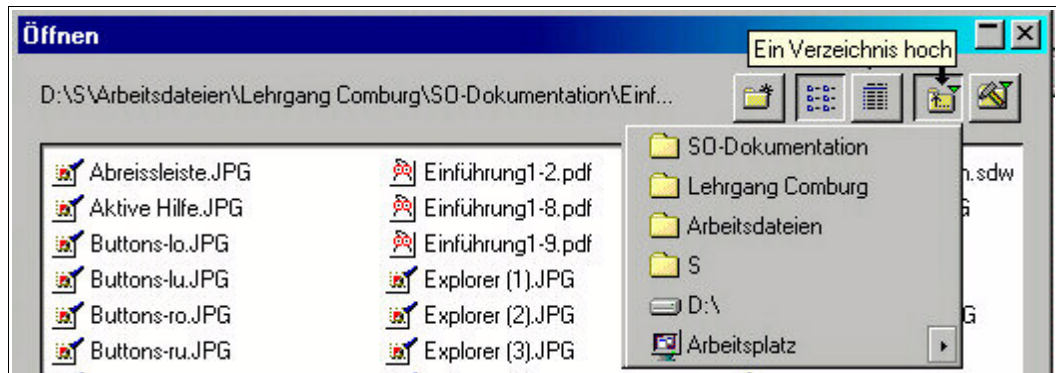 Öffnen
Ein Verzeichnis hoch
D:\S\Arbeitsdateien\Lehrgang Comburg\SO-Dokumentation\Einf...
SO-Dokumentation
Abreissleiste.JPG Einführung1-2.pdf n.sdw
Lehrgang Comburg
Aktive Hilfe.JPG Einführung1-8.pdf
Arbeitsdateien
Buttons-lo.JPG Einführung1-9.pdf
S
Buttons-lu.JPG Explorer (1).JPG
D:\
Buttons-ro.JPG Explorer (2).JPG G
Arbeitsplatz
Buttons-ru.JPG Explorer (3).JPG